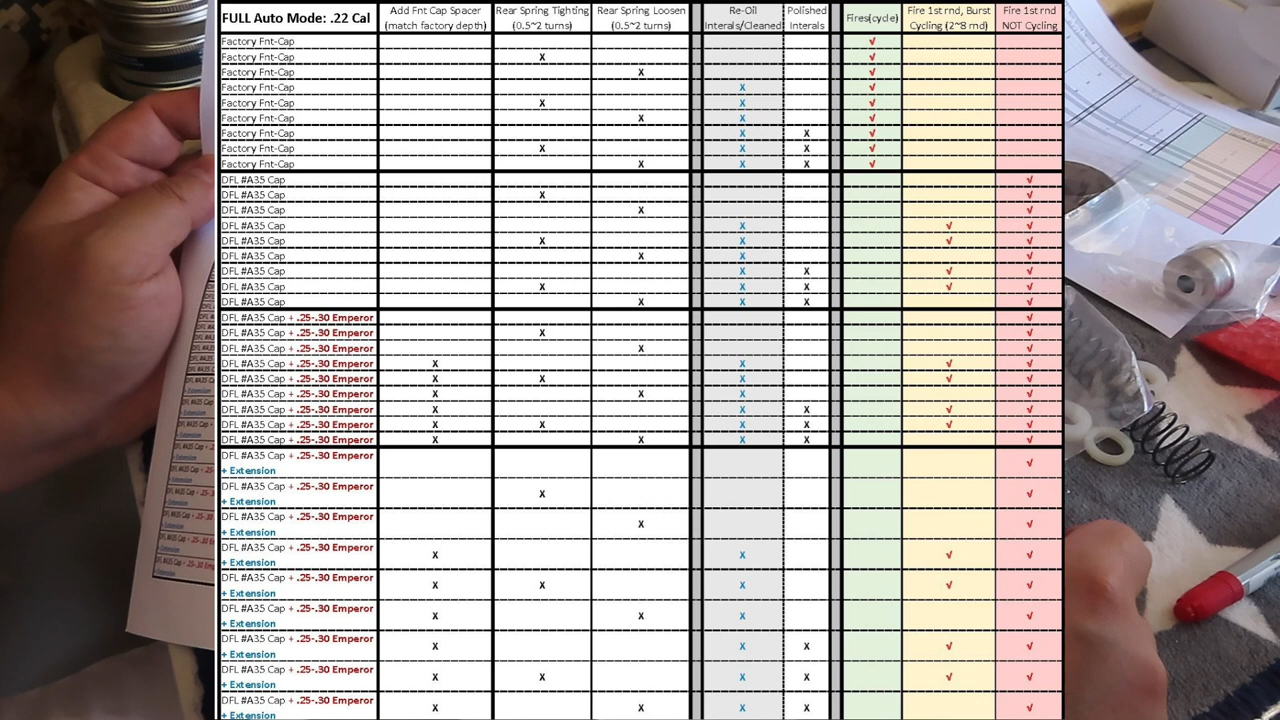 FULL Auto Mode: .22 Cal
Add Fnt Cap Spacer
(match factory depth)
Rear Spring Tighting
(0.5~2 turns)
Rear Spring Loosen
(0.5~2 turns)
Re-Oil
Interals/Cleaned
Polished
Interals
Fires(cycle)
Fire 1st rnd, Burst
Cycling (2~8 rnd)
Fire 1st rnd
NOT Cycling
Factory Fnt-Cap √
Factory Fnt-Cap X √
Factory Fnt-Cap X √
Factory Fnt-Cap X √
Factory Fnt-Cap X X √
Factory Fnt-Cap X X √
Factory Fnt-Cap X X √
Factory Fnt-Cap X X X √
Factory Fnt-Cap X X X √
DFL #A35 Cap √
DFL #A35 Cap X √
DFL #A35 Cap X √
DFL #A35 Cap X √ √
DFL #A35 Cap X X √ √
DFL #A35 Cap X X √
DFL #A35 Cap X X √ √
DFL #A35 Cap X X X √ √
DFL #A35 Cap X X X √
DFL #A35 Cap + .25-.30 Emperor √
DFL #A35 Cap + .25-.30 Emperor X √
DFL #A35 Cap + .25-.30 Emperor X √
DFL #A35 Cap + .25-.30 Emperor X X √ √
DFL #A35 Cap + .25-.30 Emperor X X X √ √
DFL #A35 Cap + .25-.30 Emperor X X X √
DFL #A35 Cap + .25-.30 Emperor X X X √ √
DFL #A35 Cap + .25-.30 Emperor X X X X √ √
DFL #A35 Cap + .25-.30 Emperor X X X X √
DFL #A35 Cap + .25-.30 Emperor √
+ Extension
DFL #A35 Cap + .25-.30 Emperor X √
+ Extension
DFL #A35 Cap + .25-.30 Emperor X √
+ Extension
DFL #A35 Cap + .25-.30 Emperor X X √ √
+ Extension
DFL #A35 Cap + .25-.30 Emperor X X X √ √
+ Extension
DFL #A35 Cap + .25-.30 Emperor X X X √
+ Extension
DFL #A35 Cap + .25-.30 Emperor X X X √ √
+ Extension
DFL #A35 Cap + .25-.30 Emperor X X X X √ √
+ Extension
DFL #A35 Cap + .25-.30 Emperor X X X X √
+ Extension